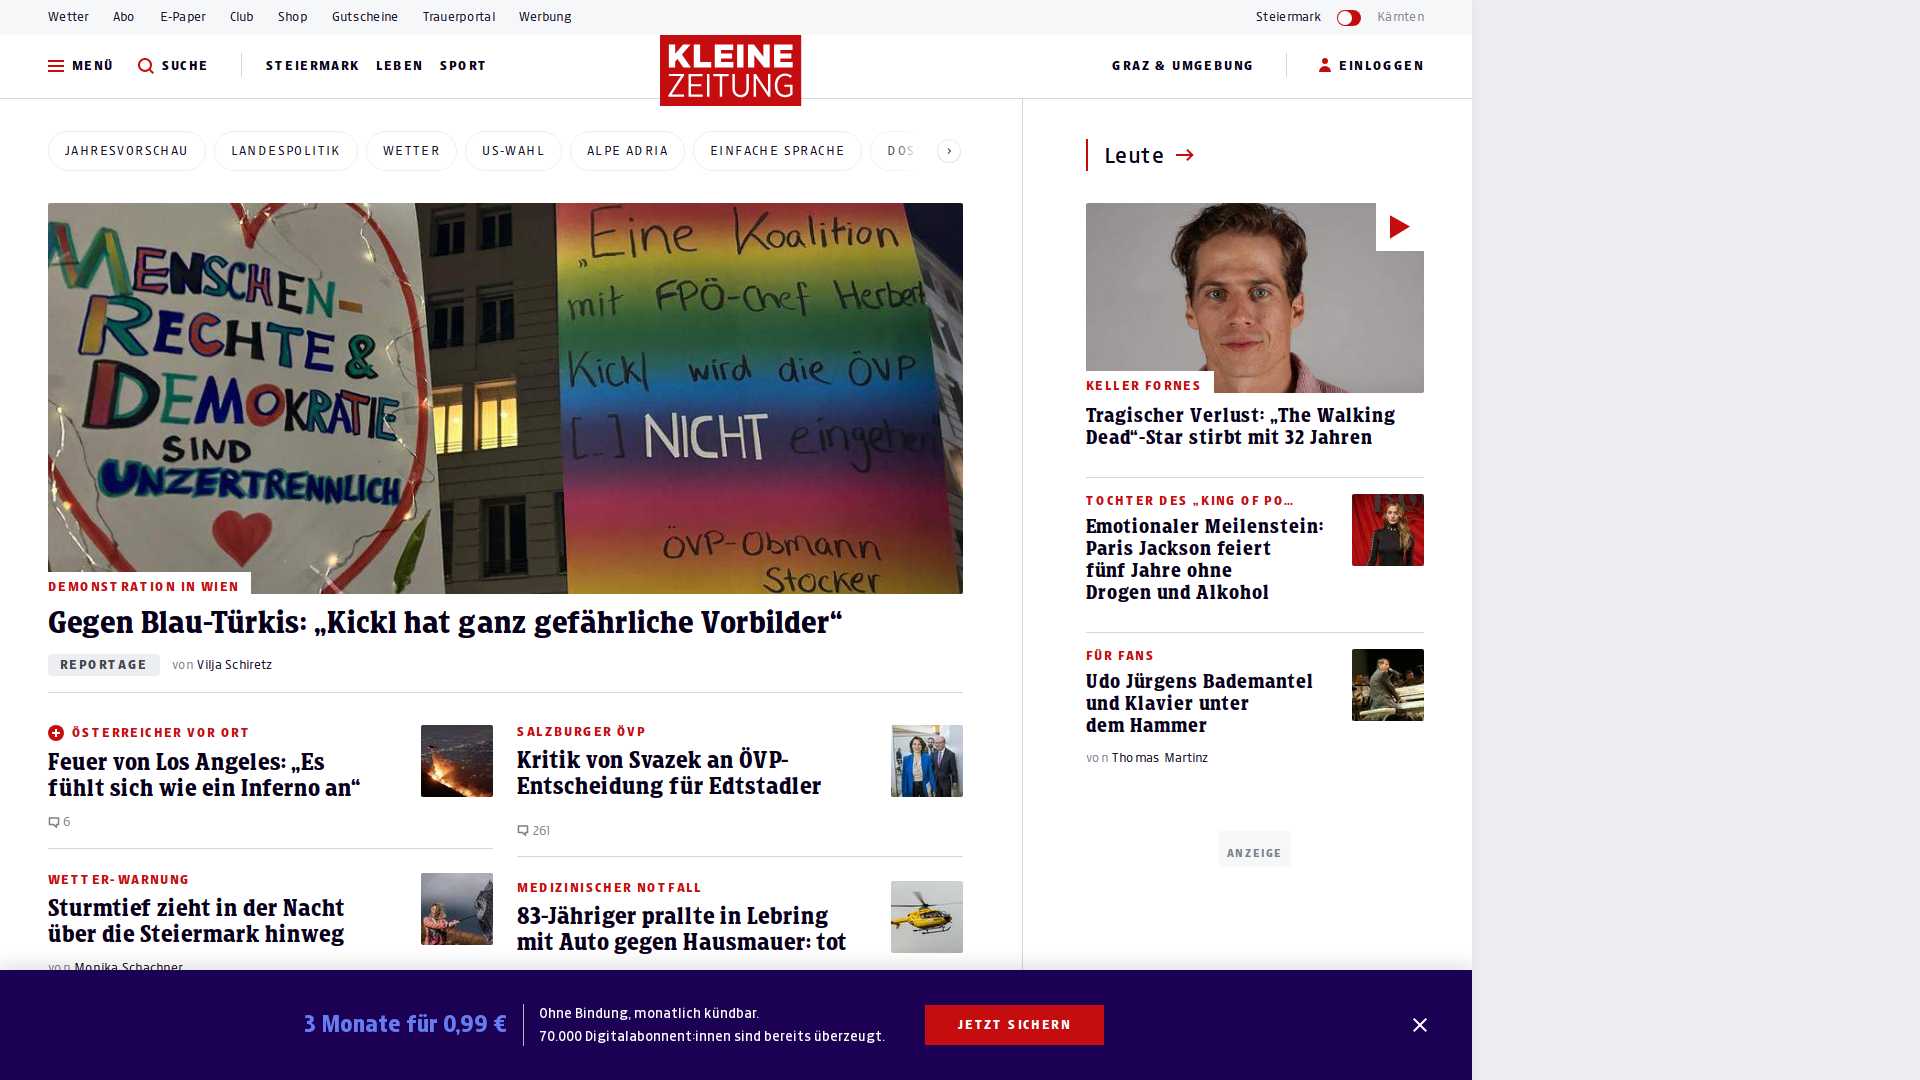 Wetter Abo E-Paper Club Shop Gutscheine Trauerportal Werbung Steiermark Kärnten
MENÜ SUCHE STEIERMARK LEBEN SPORT KLEINE ZEITUNG GRAZ & UMGEBUNG EINLOGGEN
JAHRESVORSCHAU LANDESPOLITIK WETTER US-WAHL ALPE ADRIA EINFACHE SPRACHE DOS
MENSCHEN-
RECHTE &
DEMOKRATIE
SIND
UNZERTRENNLICH
„Eine Koalition
mit FPÖ-Chef Herbert
Kickl wird die ÖVP
[...] NICHT eingehen
ÖVP-Obmann
Stocker
DEMONSTRATION IN WIEN
Gegen Blau-Türkis: „Kickl hat ganz gefährliche Vorbilder“
REPORTAGE von Vilja Schiretz
ÖSTERREICHER VOR ORT
Feuer von Los Angeles: „Es
fühlt sich wie ein Inferno an“
6
WETTER-WARNUNG
Sturmtief zieht in der Nacht
über die Steiermark hinweg
von Monika Schachner
SALZBURGER ÖVP
Kritik von Svazek an ÖVP-
Entscheidung für Edtstadler
261
MEDIZINISCHER NOTFALL
83-Jähriger prallte in Lebring
mit Auto gegen Hausmauer: tot
Leute
KELLER FORNES
Tragischer Verlust: „The Walking
Dead“-Star stirbt mit 32 Jahren
TOCHTER DES „KING OF PO…
Emotionaler Meilenstein:
Paris Jackson feiert
fünf Jahre ohne
Drogen und Alkohol
FÜR FANS
Udo Jürgens Bademantel
und Klavier unter
dem Hammer
von Thomas Martinz
ANZEIGE
3 Monate für 0,99 €
Ohne Bindung, monatlich kündbar.
70.000 Digitalabonnent:innen sind bereits überzeugt.
JETZT SICHERN